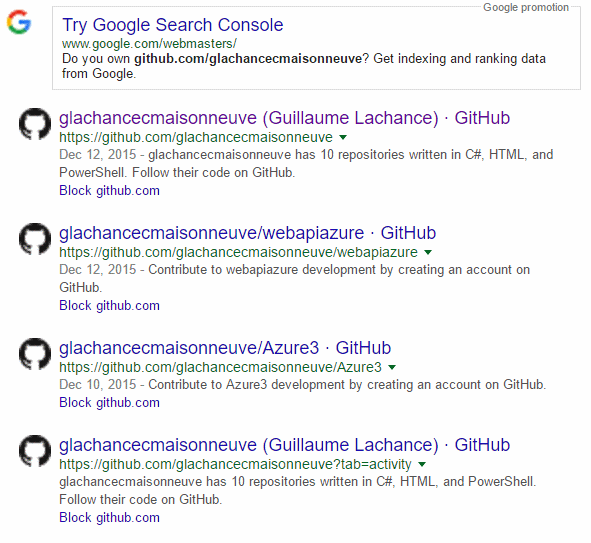 Google promotion
Try Google Search Console
www.google.com/webmasters/
Do you own github.com/glachancecmaisonneuve? Get indexing and ranking data
from Google.
glachancecmaisonneuve (Guillaume Lachance) · GitHub
https://github.com/glachancecmaisonneuve
Dec 12, 2015 - glachancecmaisonneuve has 10 repositories written in C#, HTML, and
PowerShell. Follow their code on GitHub.
Block github.com
glachancecmaisonneuve/webapiazure · GitHub
https://github.com/glachancecmaisonneuve/webapiazure
Dec 12, 2015 - Contribute to webapiazure development by creating an account on
GitHub.
Block github.com
glachancecmaisonneuve/Azure3 · GitHub
https://github.com/glachancecmaisonneuve/Azure3
Dec 10, 2015 - Contribute to Azure3 development by creating an account on GitHub.
Block github.com
glachancecmaisonneuve (Guillaume Lachance) · GitHub
https://github.com/glachancecmaisonneuve?tab=activity
glachancecmaisonneuve has 10 repositories written in C#, HTML, and PowerShell.
Follow their code on GitHub.
Block github.com